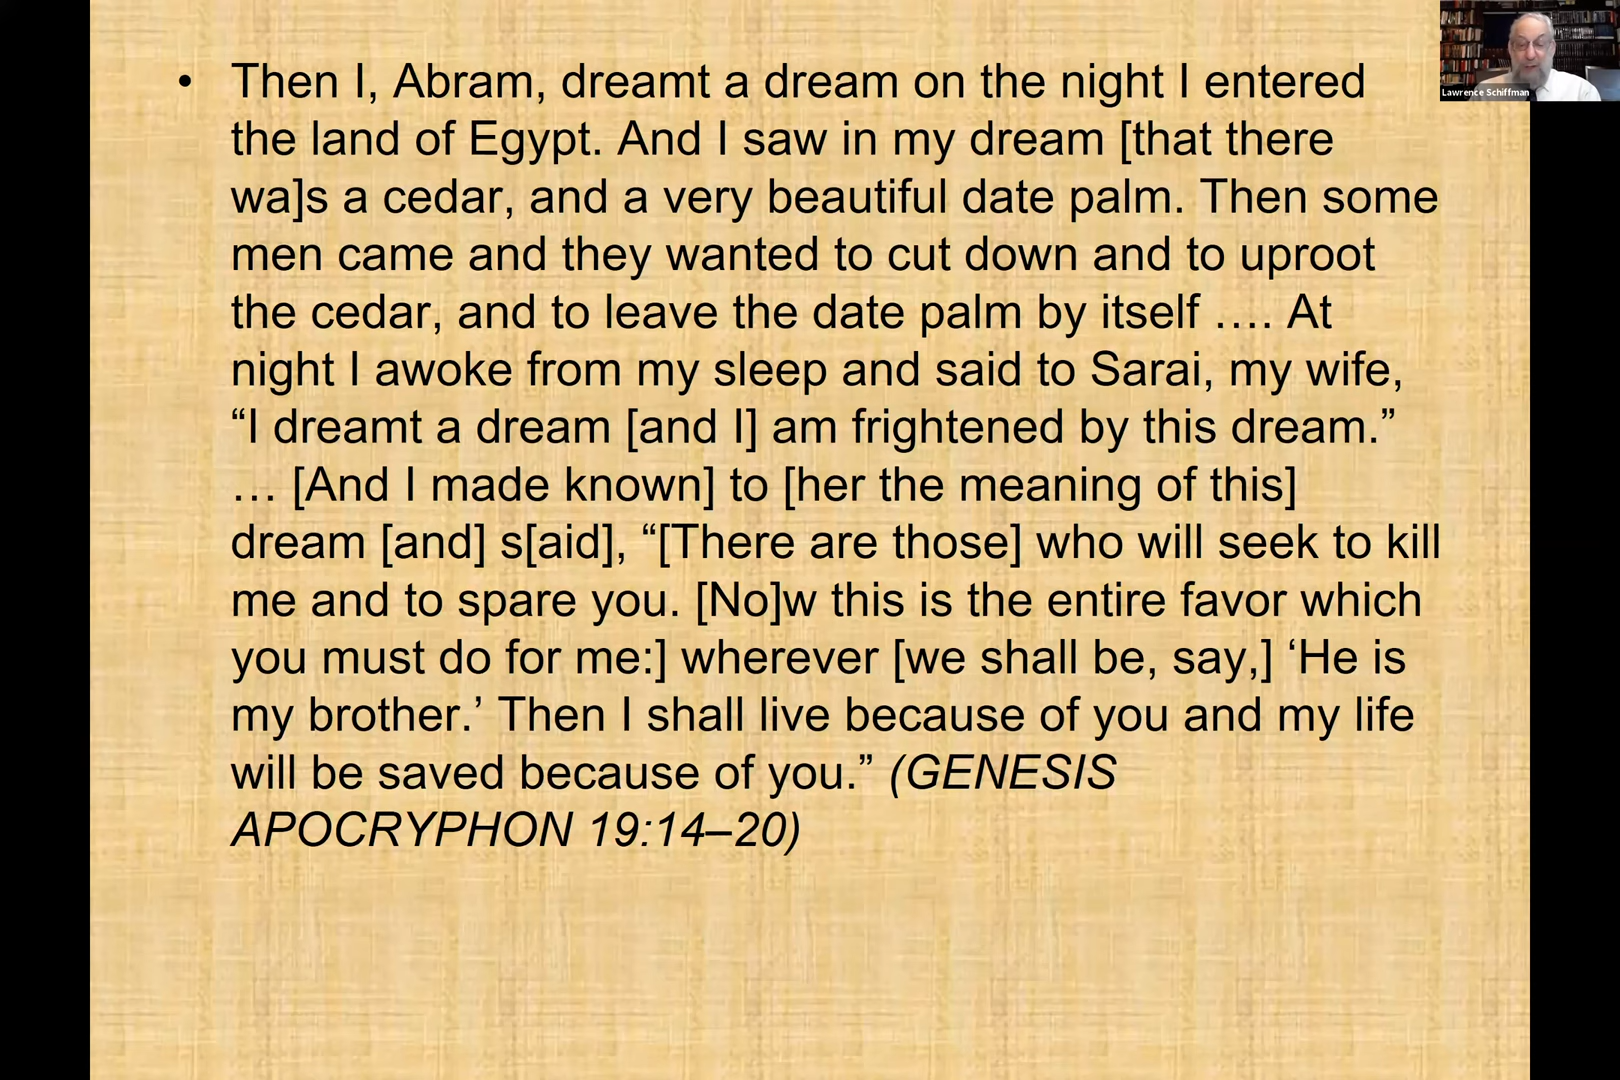 Lawrence Schiffman
• Then I, Abram, dreamt a dream on the night I entered
the land of Egypt. And I saw in my dream [that there
wa]s a cedar, and a very beautiful date palm. Then some
men came and they wanted to cut down and to uproot
the cedar, and to leave the date palm by itself …. At
night I awoke from my sleep and said to Sarai, my wife,
“I dreamt a dream [and I] am frightened by this dream.”
… [And I made known] to [her the meaning of this]
dream [and] s[aid], “[There are those] who will seek to kill
me and to spare you. [No]w this is the entire favor which
you must do for me:] wherever [we shall be, say,] ‘He is
my brother.’ Then I shall live because of you and my life
will be saved because of you.” (GENESIS
APOCRYPHON 19:14–20)